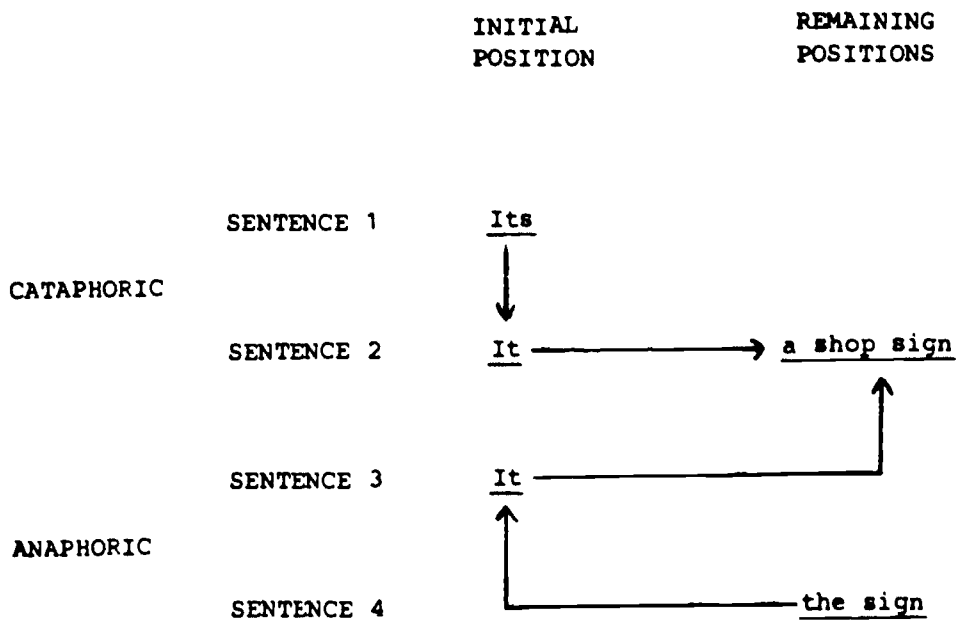 INITIAL REMAINING
POSITION POSITIONS
SENTENCE 1 Its
CATAPHORIC
SENTENCE 2 It a shop sign
SENTENCE 3 It
ANAPHORIC
SENTENCE 4 the sign